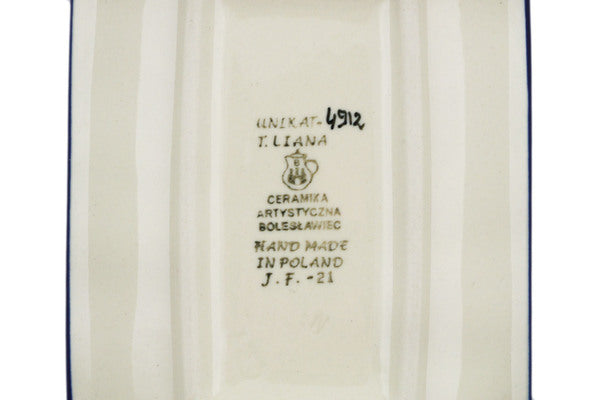 UNIKAT-4912
T. LIANA
B
CERAMIKA
ARTYSTYCZNA
BOLESŁAWIEC
HAND MADE
IN POLAND
J. F. -21